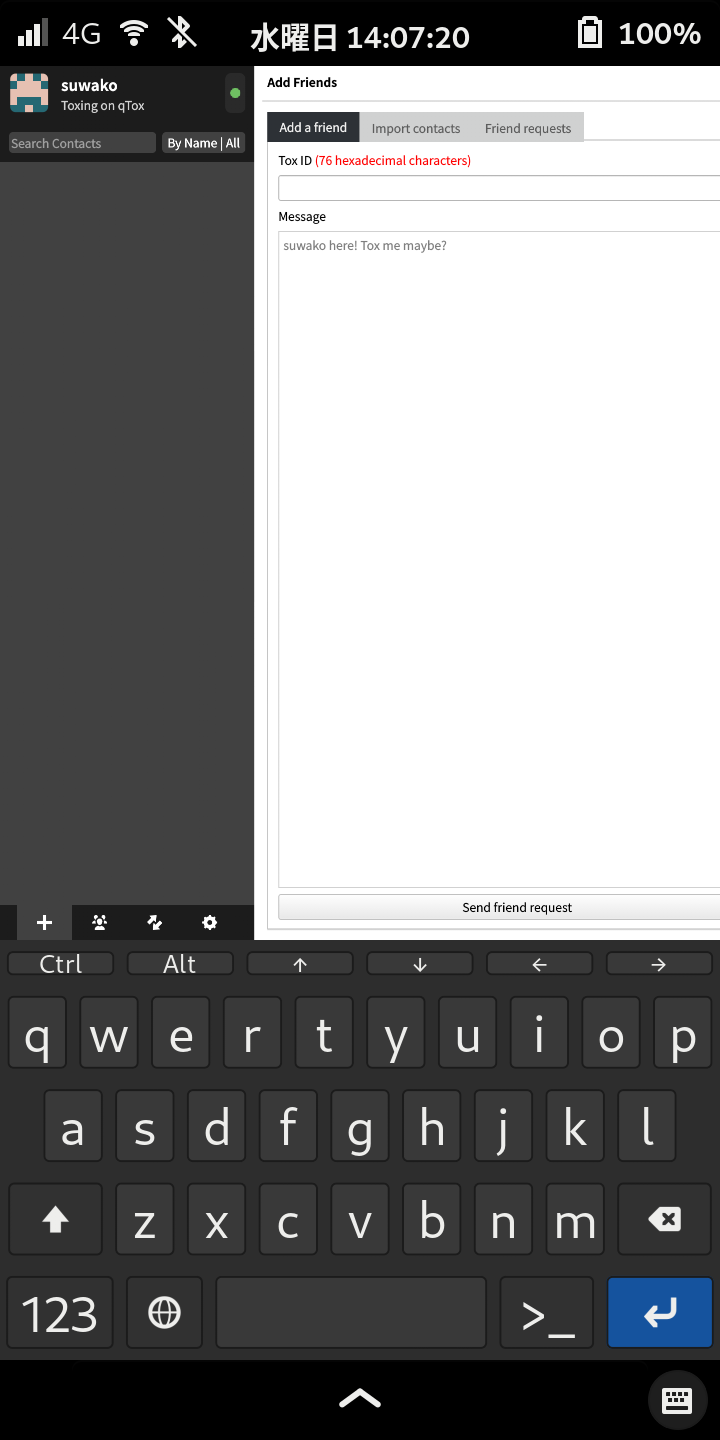 4G 水曜日 14:07:20 100%
suwako
Toxing on qTox
Search Contacts By Name | All
Add Friends
Add a friend Import contacts Friend requests
Tox ID (76 hexadecimal characters)
Message
suwako here! Tox me maybe?
Send friend request
Ctrl Alt ↑ ↓ ← →
q w e r t y u i o p
a s d f g h j k l
z x c v b n m
123 >_